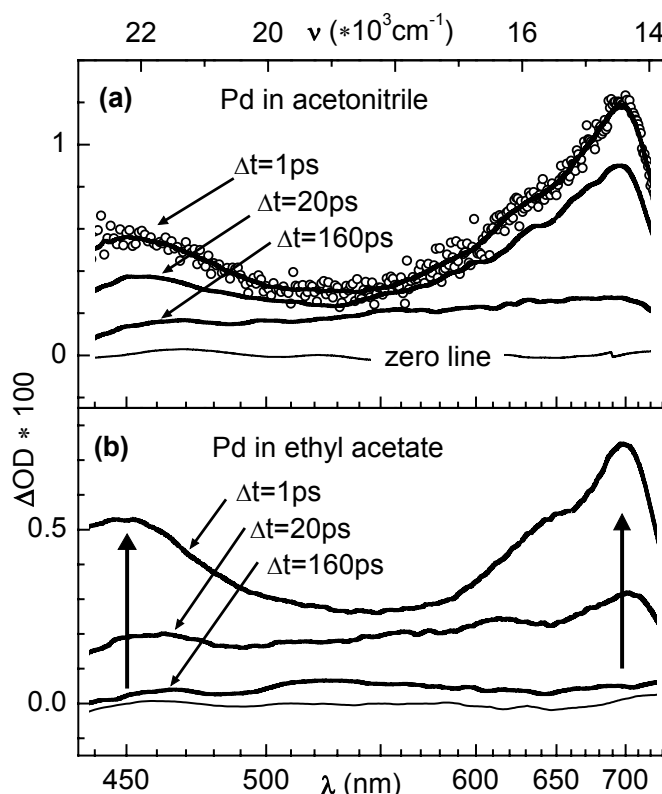 22 20 ν (*10³cm⁻¹) 16 14
(a) Pd in acetonitrile
1
Δt=1ps
Δt=20ps
Δt=160ps
0
zero line
ΔOD * 100
(b) Pd in ethyl acetate
Δt=1ps
0.5
Δt=20ps
Δt=160ps
0.0
450 500 λ (nm) 600 650 700